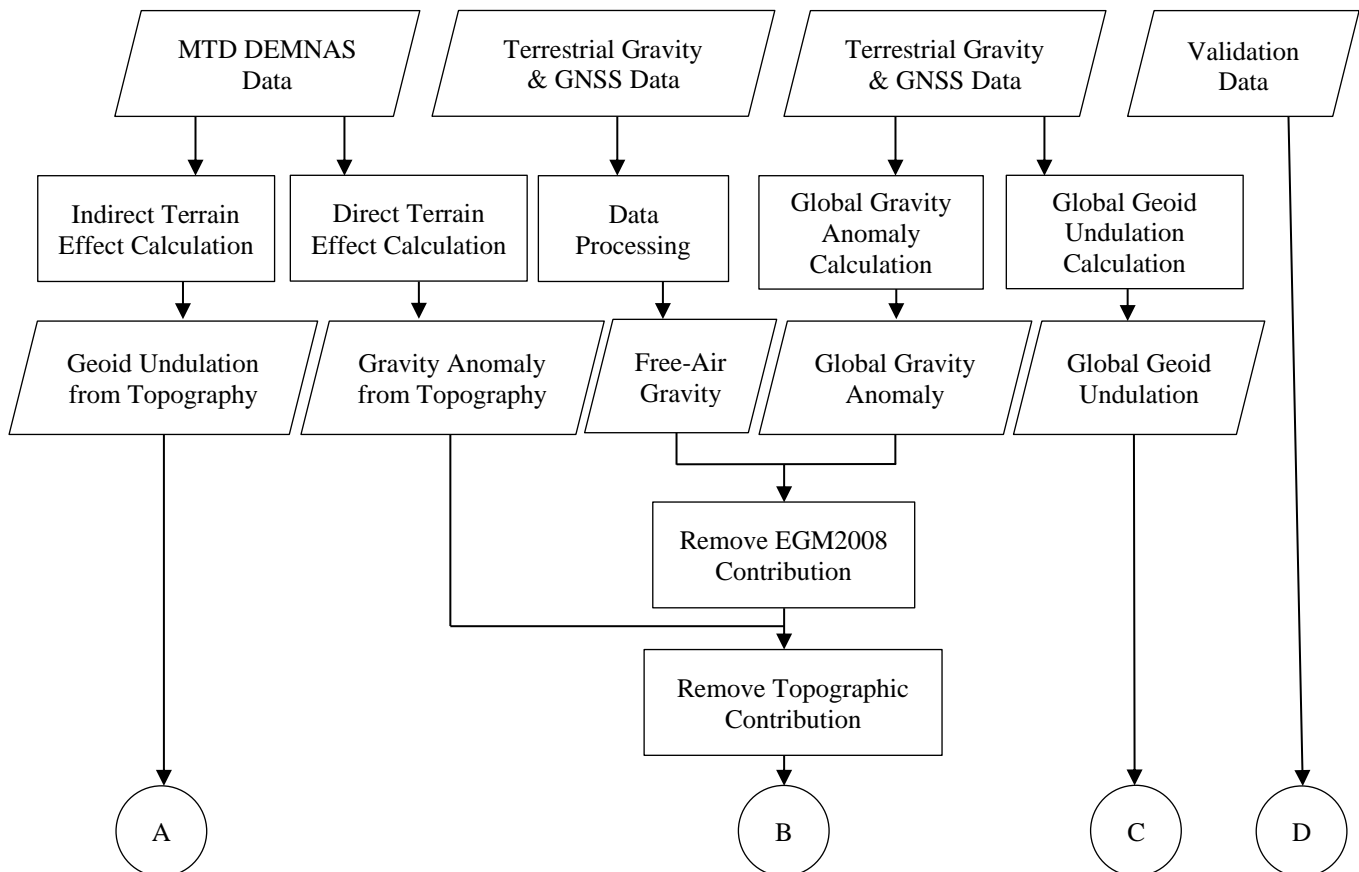 MTD DEMNAS
Data
Terrestrial Gravity
& GNSS Data
Terrestrial Gravity
& GNSS Data
Validation
Data
Indirect Terrain
Effect Calculation
Direct Terrain
Effect Calculation
Data
Processing
Global Gravity
Anomaly
Calculation
Global Geoid
Undulation
Calculation
Geoid Undulation
from Topography
Gravity Anomaly
from Topography
Free-Air
Gravity
Global Gravity
Anomaly
Global Geoid
Undulation
Remove EGM2008
Contribution
Remove Topographic
Contribution
A
B
C
D